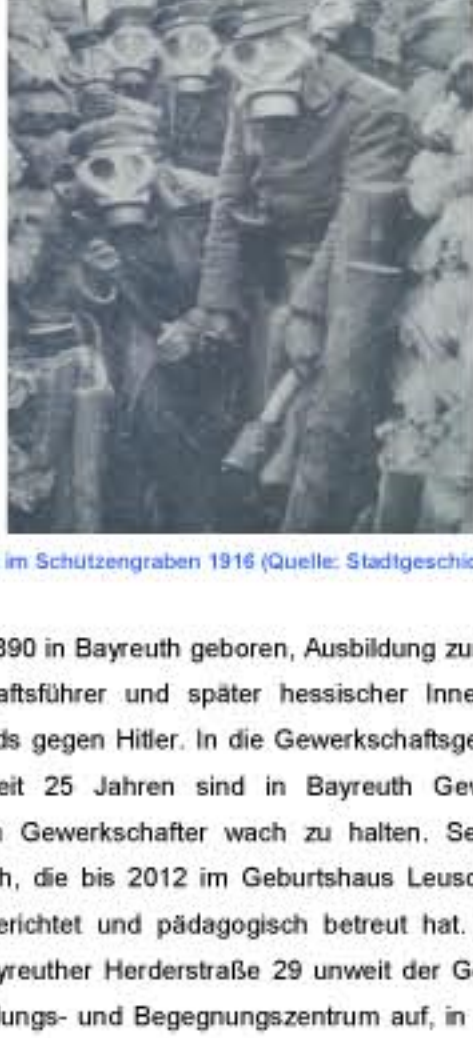 im Schützengraben 1916 (Quelle: Stadtgeschic
890 in Bayreuth geboren, Ausbildung zu
aftsführer und später hessischer Inne
ds gegen Hitler. In die Gewerkschaftsge
eit 25 Jahren sind in Bayreuth Gew
Gewerkschafter wach zu halten. Se
h, die bis 2012 im Geburtshaus Leusc
erichtet und pädagogisch betreut hat.
yreuther Herderstraße 29 unweit der G
ungs- und Begegnungszentrum auf, in